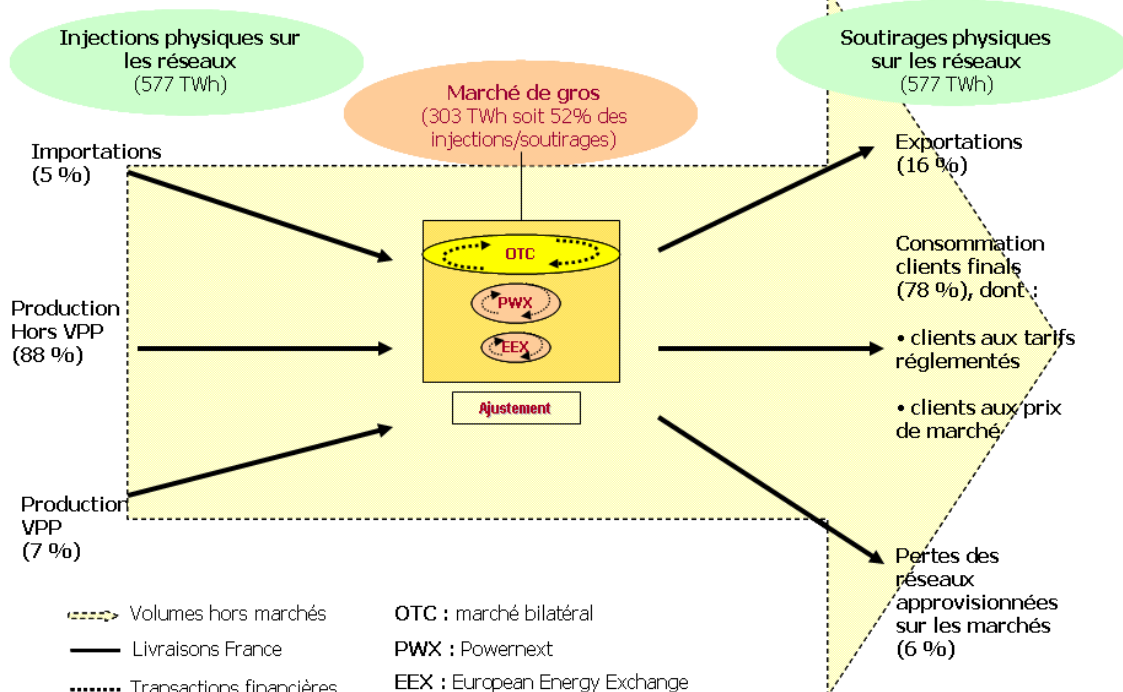 Injections physiques sur
les réseaux
(577 TWh)
Marché de gros
(303 TWh soit 52% des
injections/soutirages)
Soutirages physiques
sur les réseaux
(577 TWh)
Importations
(5 %)
Production
Hors VPP
(88 %)
Production
VPP
(7 %)
OTC
PWX
EEX
Ajustement
Exportations
(16 %)
Consommation
clients finals
(78 %), dont :
• clients aux tarifs
réglementés
• clients aux prix
de marché
Pertes des
réseaux
approvisionnées
sur les marchés
(6 %)
Volumes hors marchés
Livraisons France
Transactions financières
OTC : marché bilatéral
PWX : Powernext
EEX : European Energy Exchange